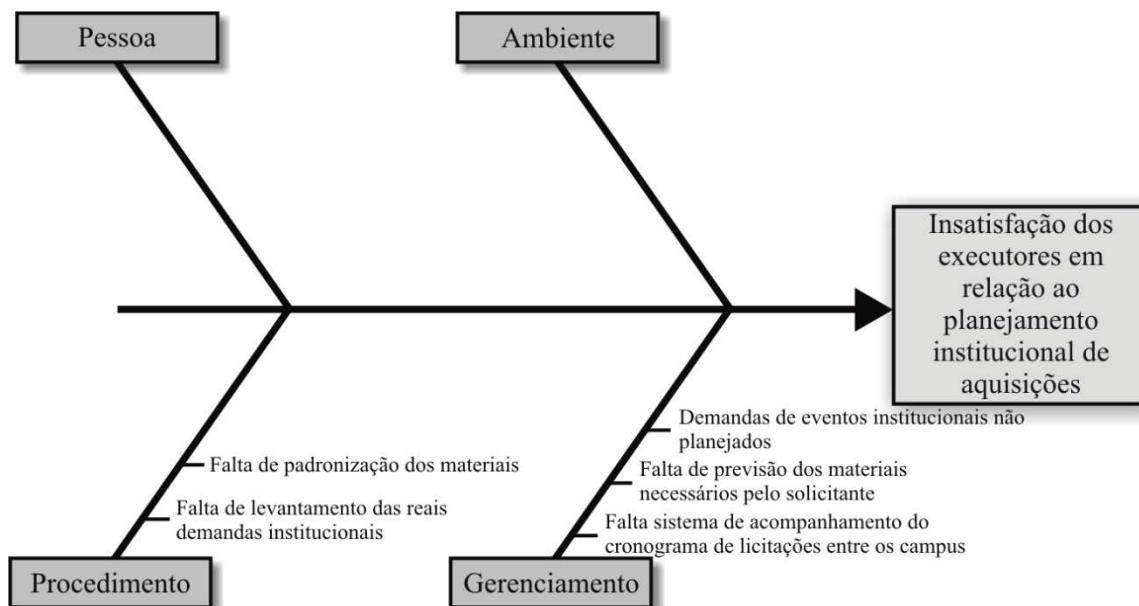 Pessoa
Ambiente
Insatisfação dos
executores em
relação ao
planejamento
institucional de
aquisições
Demandas de eventos institucionais não
planejados
Falta de padronização dos materiais
Falta de previsão dos materiais
necessários pelo solicitante
Falta de levantamento das reais
demandas institucionais
Falta sistema de acompanhamento do
cronograma de licitações entre os campus
Procedimento
Gerenciamento